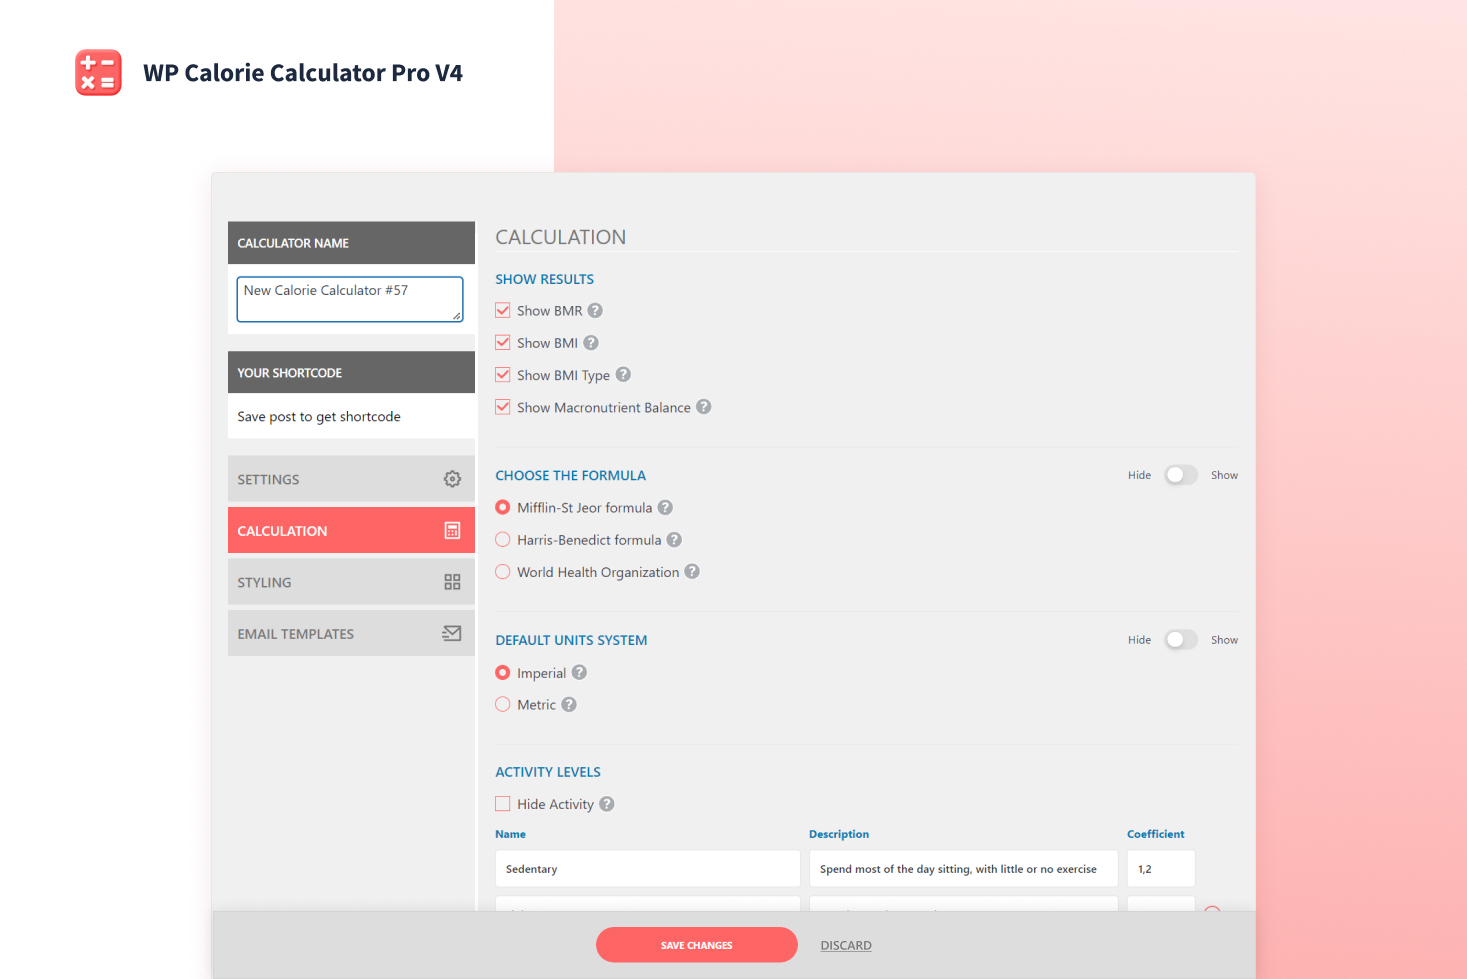 WP Calorie Calculator Pro V4
CALCULATOR NAME
New Calorie Calculator #57
YOUR SHORTCODE
Save post to get shortcode
SETTINGS
CALCULATION
STYLING
EMAIL TEMPLATES
CALCULATION
SHOW RESULTS
Show BMR ?
Show BMI ?
Show BMI Type ?
Show Macronutrient Balance ?
CHOOSE THE FORMULA Hide Show
Mifflin-St Jeor formula ?
Harris-Benedict formula ?
World Health Organization ?
DEFAULT UNITS SYSTEM Hide Show
Imperial ?
Metric ?
ACTIVITY LEVELS
Hide Activity ?
Name Description Coefficient
Sedentary Spend most of the day sitting, with little or no exercise 1,2
SAVE CHANGES DISCARD